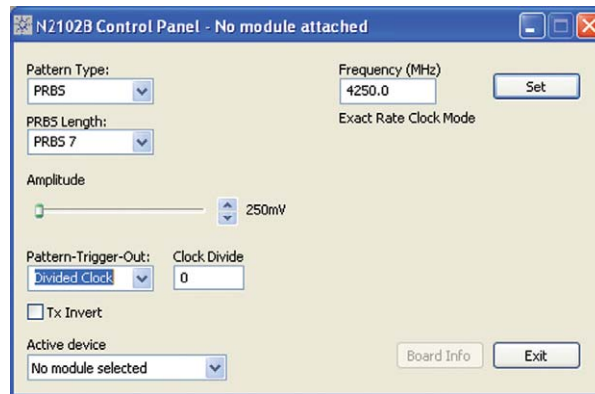 N2102B Control Panel - No module attached
Pattern Type:
PRBS
PRBS Length:
PRBS 7
Amplitude
250mV
Pattern-Trigger-Out:
Divided Clock
Clock Divide
0
Tx Invert
Active device
No module selected
Frequency (MHz)
4250.0
Set
Exact Rate Clock Mode
Board Info
Exit